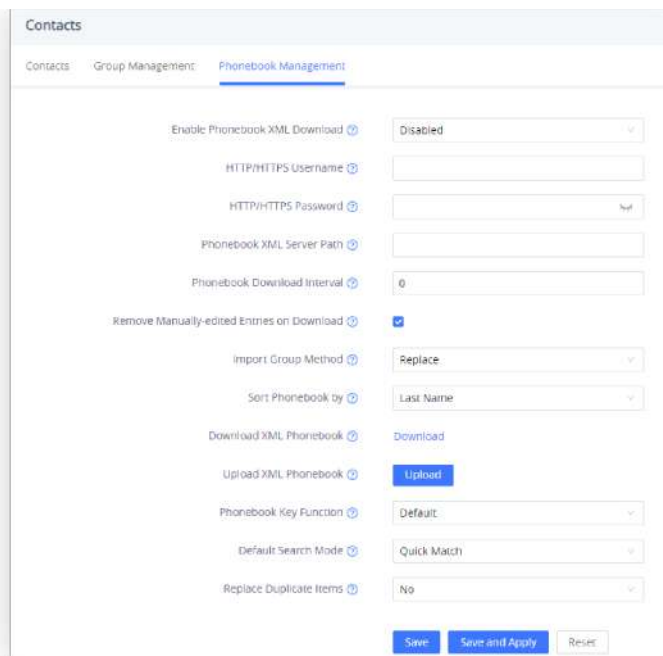 Contacts
Contacts Group Management Phonebook Management
Enable Phonebook XML Download Disabled
HTTP/HTTPS Username
HTTP/HTTPS Password
Phonebook XML Server Path
Phonebook Download Interval 0
Remove Manually-edited Entries on Download
Import Group Method Replace
Sort Phonebook by Last Name
Download XML Phonebook Download
Upload XML Phonebook Upload
Phonebook Key Function Default
Default Search Mode Quick Match
Replace Duplicate Items No
Save Save and Apply Reset